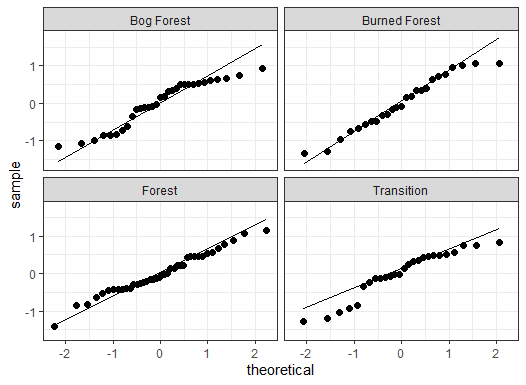 Bog Forest Burned Forest
1
0
-1
Forest Transition
1
0
-1
sample
-2 -1 0 1 2 -2 -1 0 1 2
theoretical